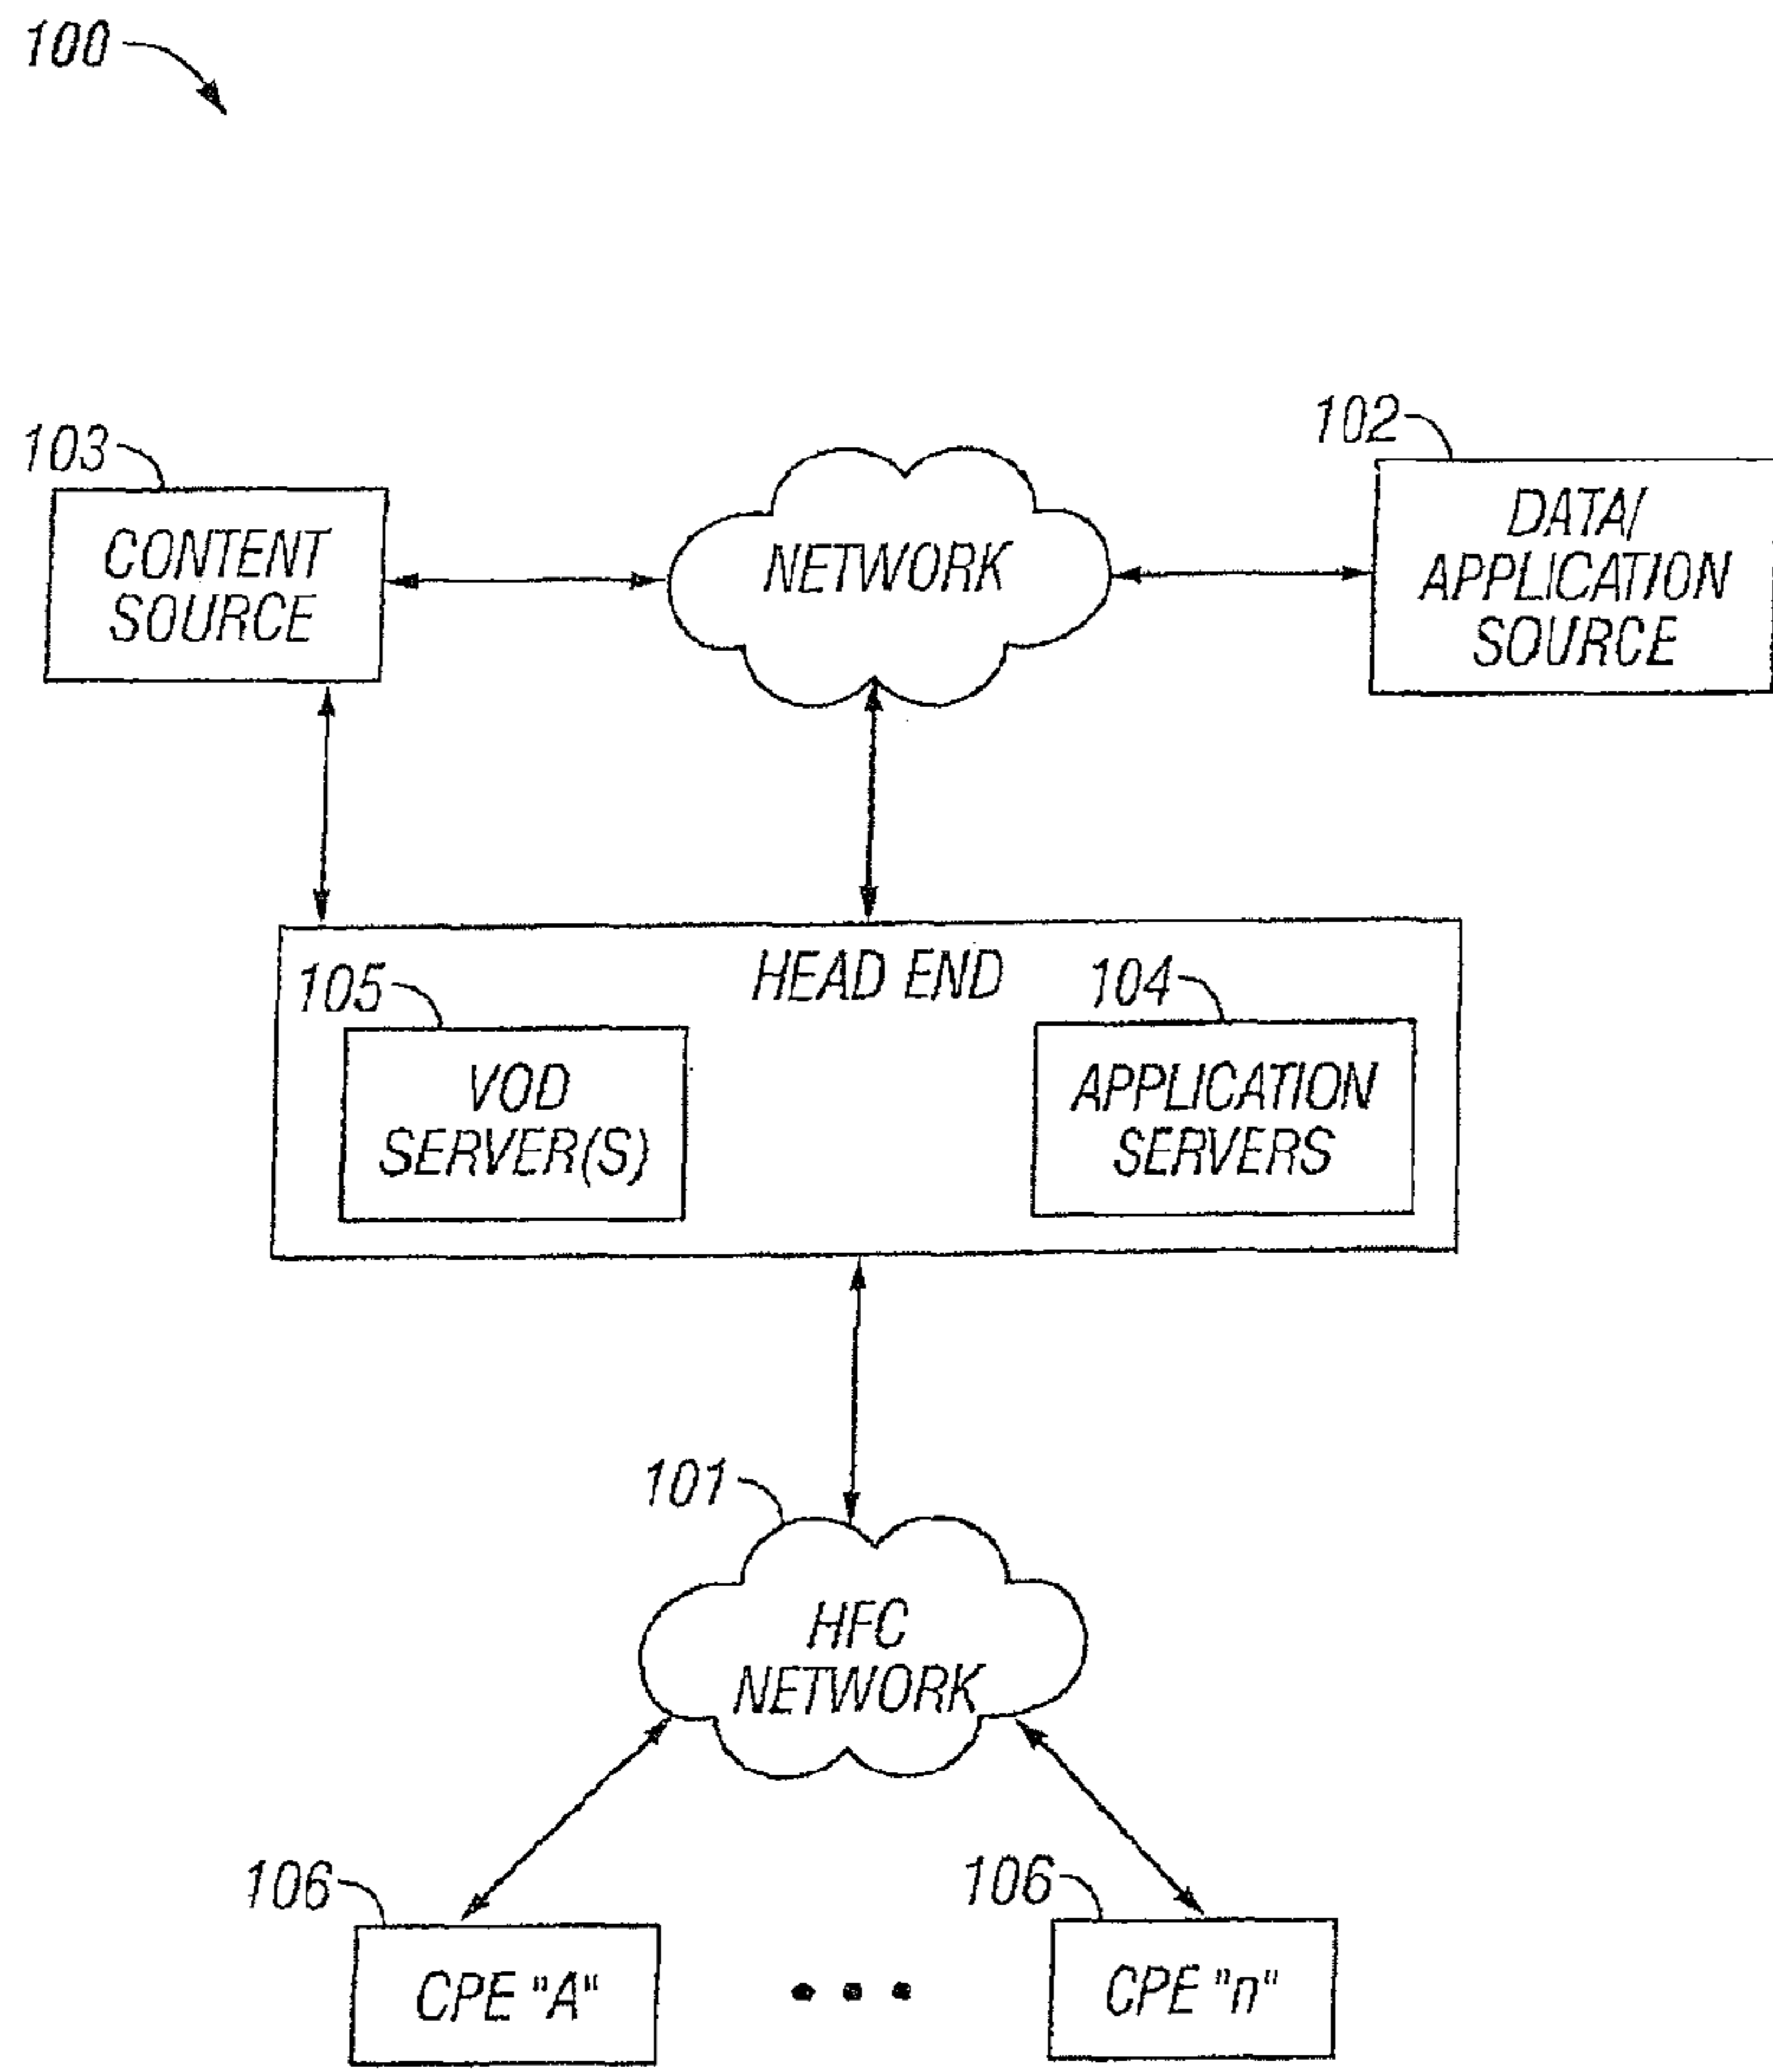 100
103
102
CONTENT
SOURCE
NETWORK
DATA/
APPLICATION
SOURCE
HEAD END
105
104
VOD
SERVER(S)
APPLICATION
SERVERS
101
HFC
NETWORK
106
106
CPE "A"
CPE "n"